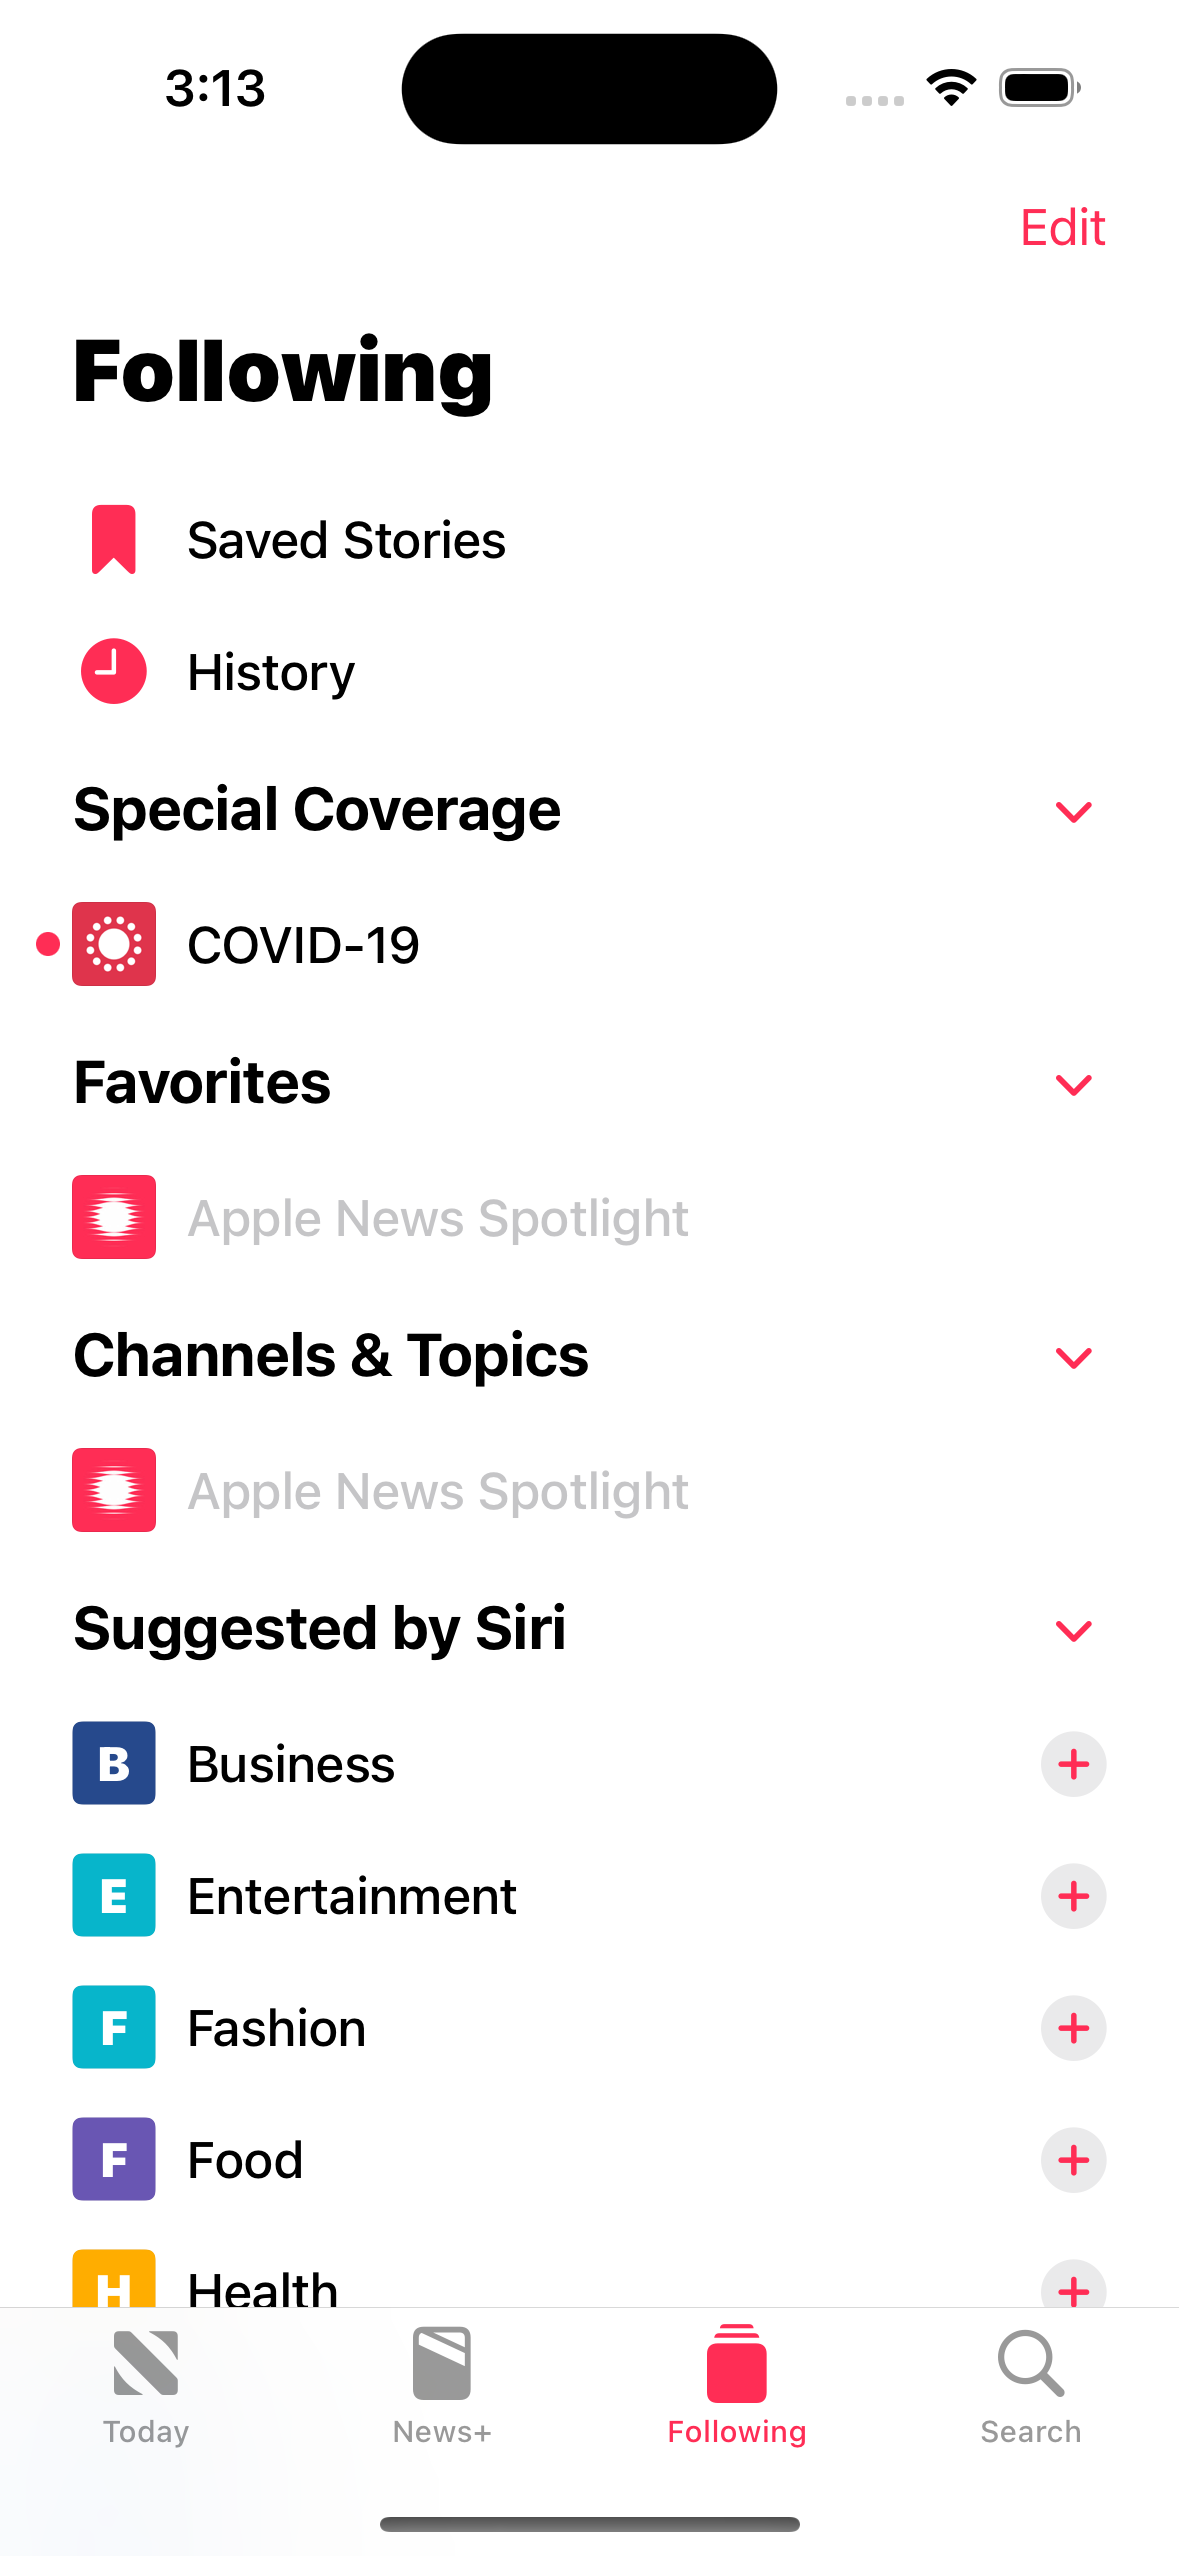 3:13
Edit
Following
Saved Stories
History
Special Coverage
COVID-19
Favorites
Apple News Spotlight
Channels & Topics
Apple News Spotlight
Suggested by Siri
B Business
E Entertainment
F Fashion
F Food
H Health
Today News+ Following Search